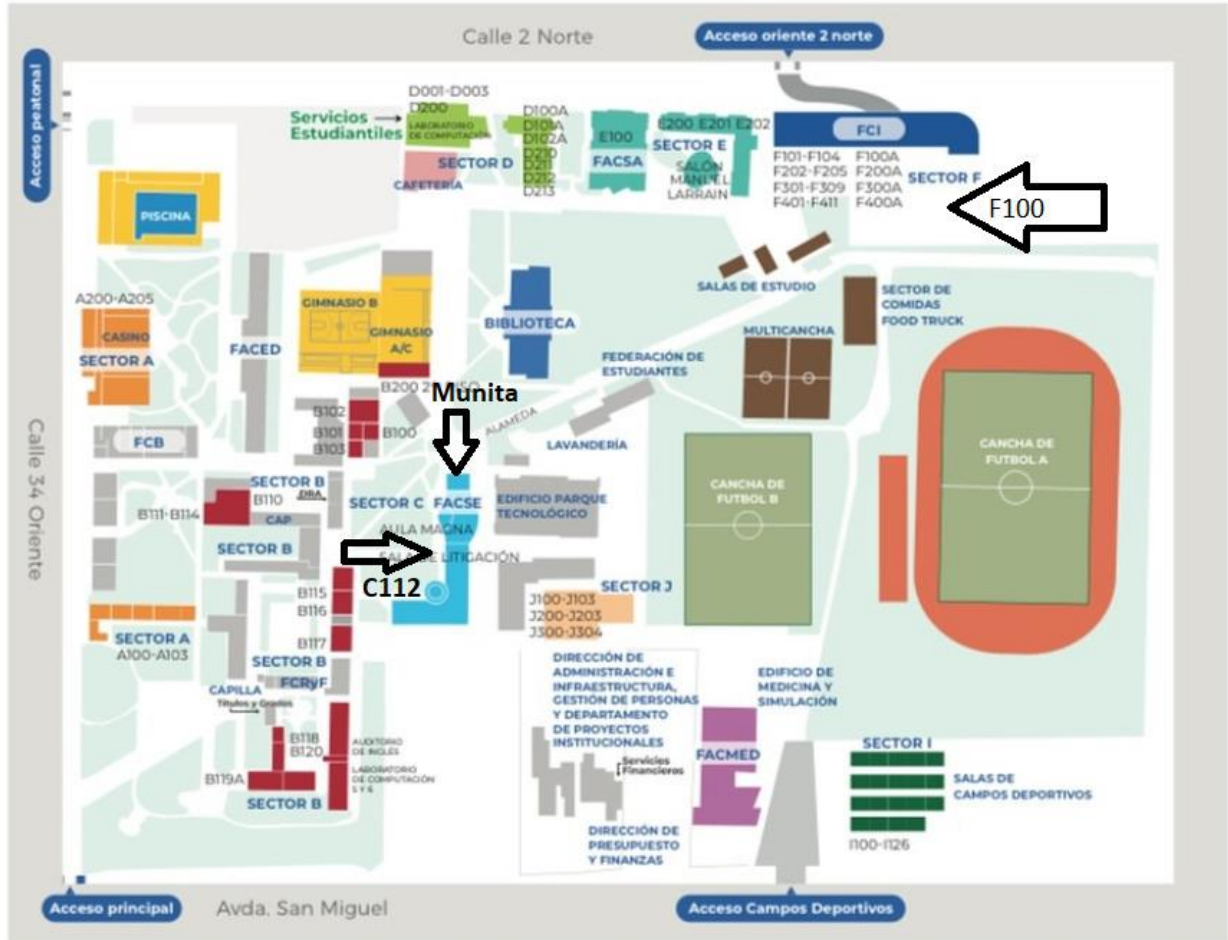 Calle 2 Norte
Acceso oriente 2 norte
Acceso peatonal
D001-D003
D200
Servicios
Estudiantiles
LABORATORIO
DE COMPUTACIÓN
SECTOR D
CAFETERÍA
D100A
D101A
D102A
D210
D211
D212
D213
E100
FACSA
E200 E201 E202
SECTOR E
SALÓN
MANUEL
LARRAIN
FCI
F101-F104 F100A
F202-F205 F200A
F301-F309 F300A
F401-F411 F400A
SECTOR F
F100
PISCINA
A200-A205
CASINO
SECTOR A
FACED
GIMNASIO B
GIMNASIO
A/C
BIBLIOTECA
SALAS DE ESTUDIO
SECTOR DE
COMIDAS
FOOD TRUCK
MULTICANCHA
FEDERACIÓN DE
ESTUDIANTES
B200
Munita
ALAMEDA
LAVANDERÍA
B102
B101
B100
B103
FCB
Calle 34 Oriente
CANCHA DE
FUTBOL A
CANCHA DE
FUTBOL B
SECTOR B
B110
DRA
B111-B114
CAP
SECTOR B
SECTOR C
FACSE
AULA MAGNA
SALA DE LITIGACIÓN
C112
EDIFICIO PARQUE
TECNOLÓGICO
B115
B116
B117
SECTOR J
J100-J103
J200-J203
J300-J304
SECTOR A
A100-A103
SECTOR B
FCRyF
CAPILLA
Títulos y Grados
B118
B120
B119A
SECTOR B
AUDITORIO
DE INGLÉS
LABORATORIO
DE COMPUTACIÓN
5 Y 6
DIRECCIÓN DE
ADMINISTRACIÓN E
INFRAESTRUCTURA,
GESTIÓN DE PERSONAS
Y DEPARTAMENTO
DE PROYECTOS
INSTITUCIONALES
Servicios
Financieros
DIRECCIÓN DE
PRESUPUESTO
Y FINANZAS
EDIFICIO DE
MEDICINA Y
SIMULACIÓN
FACMED
SECTOR I
SALAS DE
CAMPOS DEPORTIVOS
I100-I126
Acceso principal
Avda. San Miguel
Acceso Campos Deportivos